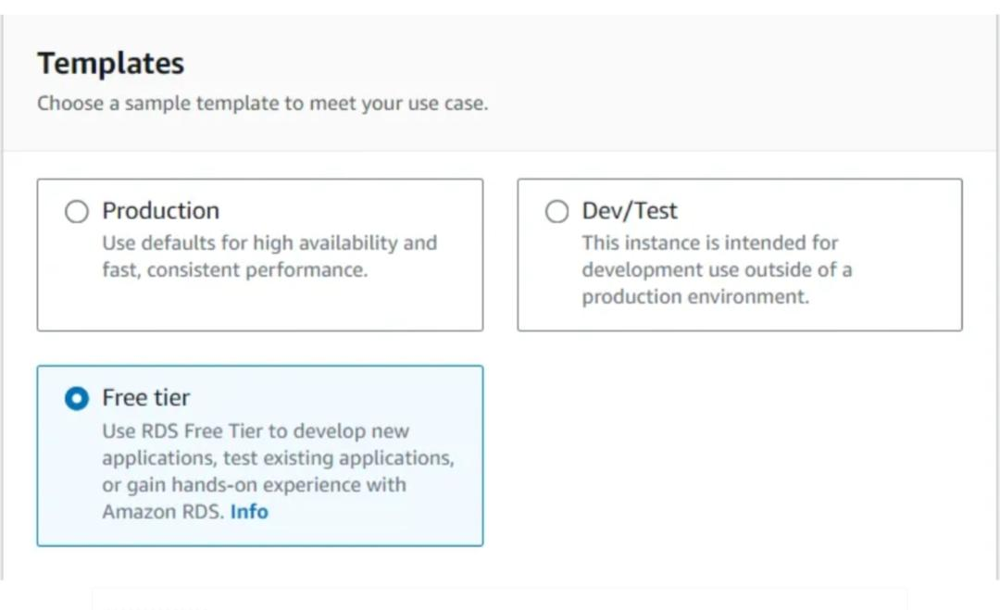 Templates
Choose a sample template to meet your use case.
Production
Use defaults for high availability and
fast, consistent performance.
Dev/Test
This instance is intended for
development use outside of a
production environment.
Free tier
Use RDS Free Tier to develop new
applications, test existing applications,
or gain hands-on experience with
Amazon RDS. Info